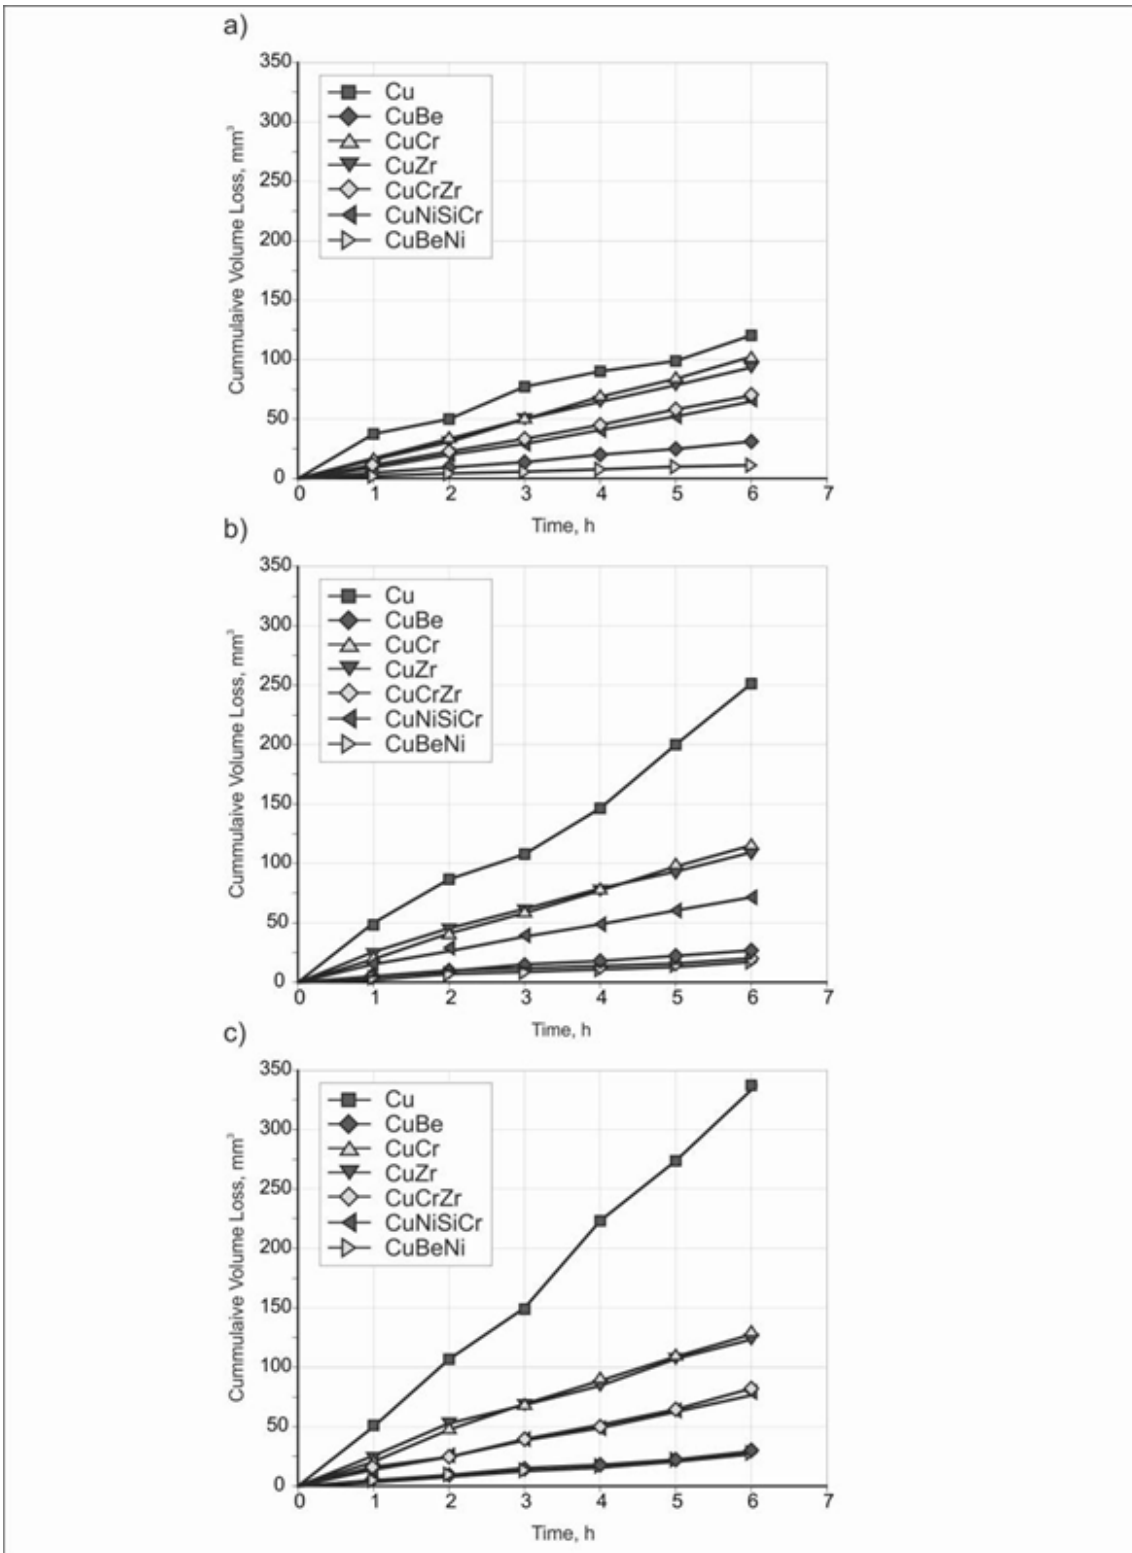 a)
350
300
250
200
150
100
50
0
Cummulaive Volume Loss, mm³
Cu
CuBe
CuCr
CuZr
CuCrZr
CuNiSiCr
CuBeNi
0 1 2 3 4 5 6 7
Time, h
b)
350
300
250
200
150
100
50
0
Cummulaive Volume Loss, mm³
Cu
CuBe
CuCr
CuZr
CuCrZr
CuNiSiCr
CuBeNi
0 1 2 3 4 5 6 7
Time, h
c)
350
300
250
200
150
100
50
0
Cummulaive Volume Loss, mm³
Cu
CuBe
CuCr
CuZr
CuCrZr
CuNiSiCr
CuBeNi
0 1 2 3 4 5 6 7
Time, h